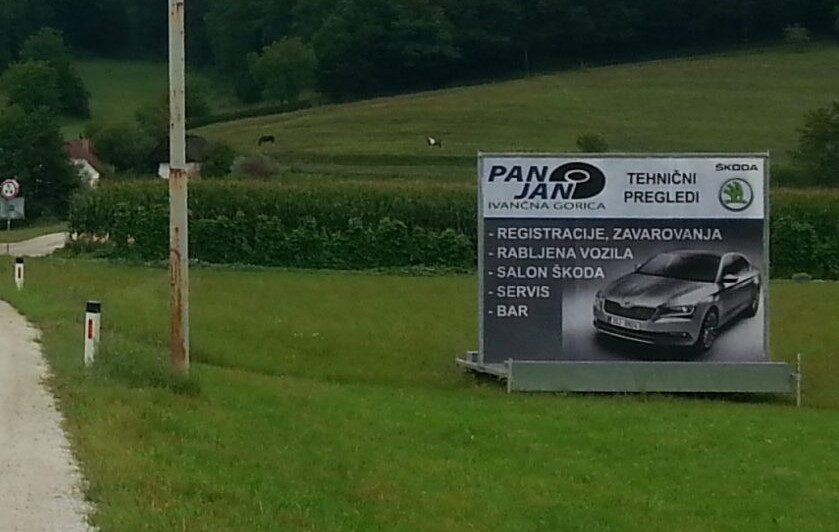 PAN JAN
IVANČNA GORICA
TEHNIČNI
PREGLEDI
ŠKODA
- REGISTRACIJE, ZAVAROVANJA
- RABLJENA VOZILA
- SALON ŠKODA
- SERVIS
- BAR